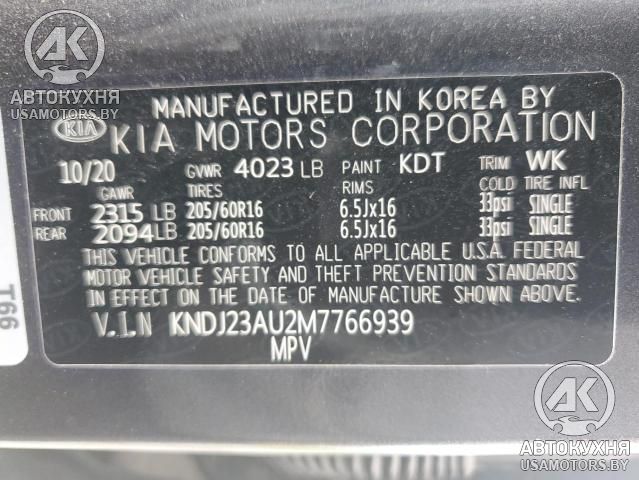 AK
АВТОКУХНЯ
USAMOTORS.BY
MANUFACTURED IN KOREA BY
KIA KIA MOTORS CORPORATION
10/20 GVWR 4023 LB PAINT KDT TRIM WK
GAWR TIRES RIMS COLD TIRE INFL
FRONT 2315 LB 205/60R16 6.5Jx16 33psi SINGLE
REAR 2094LB 205/60R16 6.5Jx16 33psi SINGLE
THIS VEHICLE CONFORMS TO ALL APPLICABLE U.S.A. FEDERAL
MOTOR VEHICLE SAFETY AND THEFT PREVENTION STANDARDS
IN EFFECT ON THE DATE OF MANUFACTURE SHOWN ABOVE.
V.I.N KNDJ23AU2M7766939
MPV
T66
AK
АВТОКУХНЯ
USAMOTORS.BY